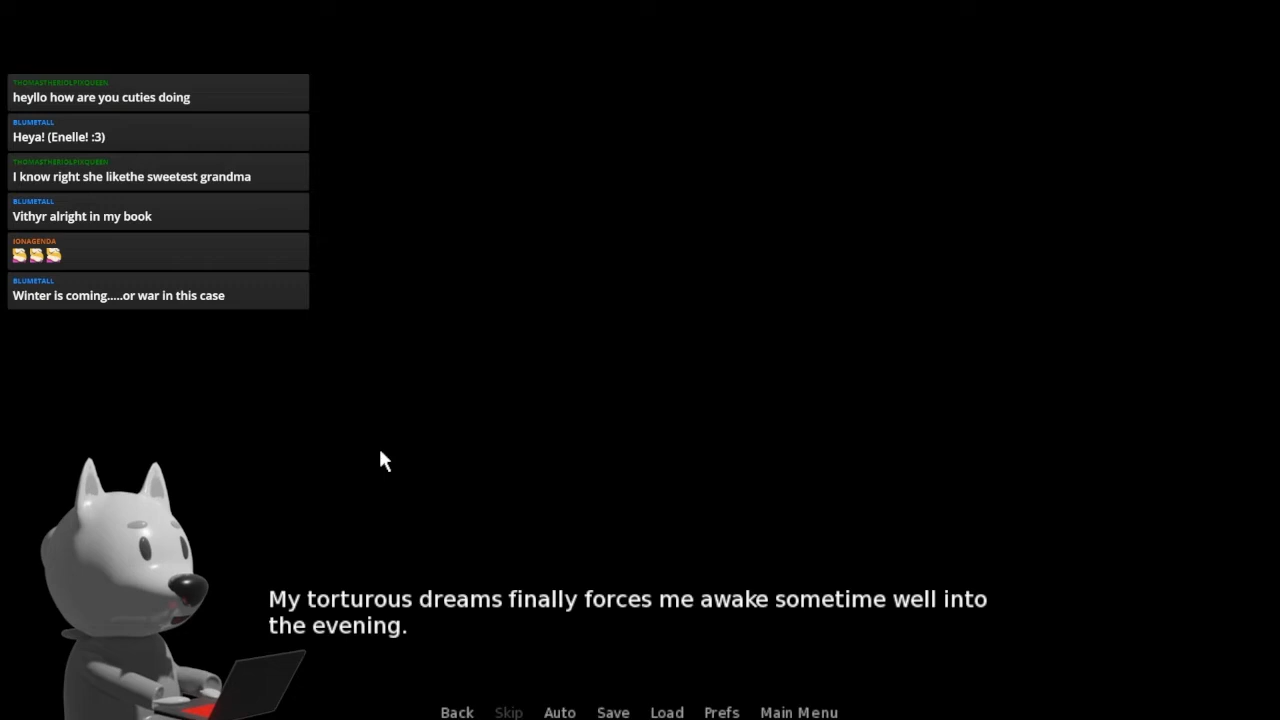 THOMASTHERIOLPIXQUEEN
heyllo how are you cuties doing
BLUMETALL
Heya! (Enelle! :3)
THOMASTHERIOLPIXQUEEN
I know right she likethe sweetest grandma
BLUMETALL
Vithyr alright in my book
IONAGENDA
BLUMETALL
Winter is coming.....or war in this case
My torturous dreams finally forces me awake sometime well into
the evening.
Back Skip Auto Save Load Prefs Main Menu